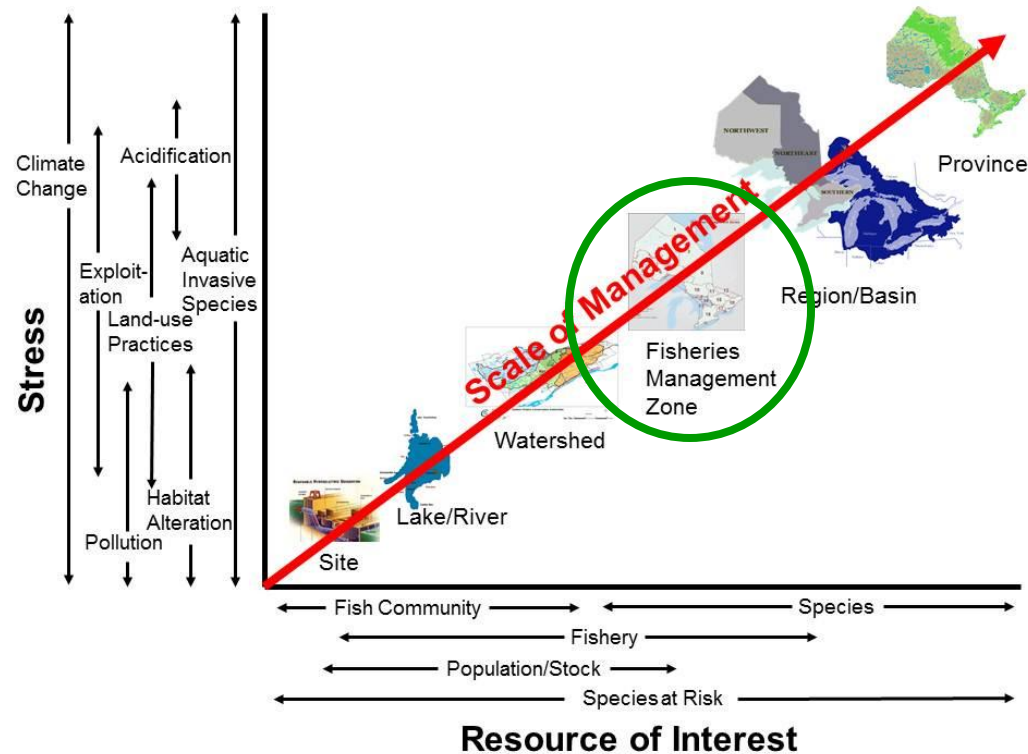 Climate
Change
Acidification
Exploit-
ation
Land-use
Practices
Aquatic
Invasive
Species
Habitat
Alteration
Pollution
Stress
Scale of Management
Province
NORTHWEST
NORTHEAST
SOUTHERN
Region/Basin
Fisheries
Management
Zone
Watershed
Lake/River
Site
Fish Community
Species
Fishery
Population/Stock
Species at Risk
Resource of Interest